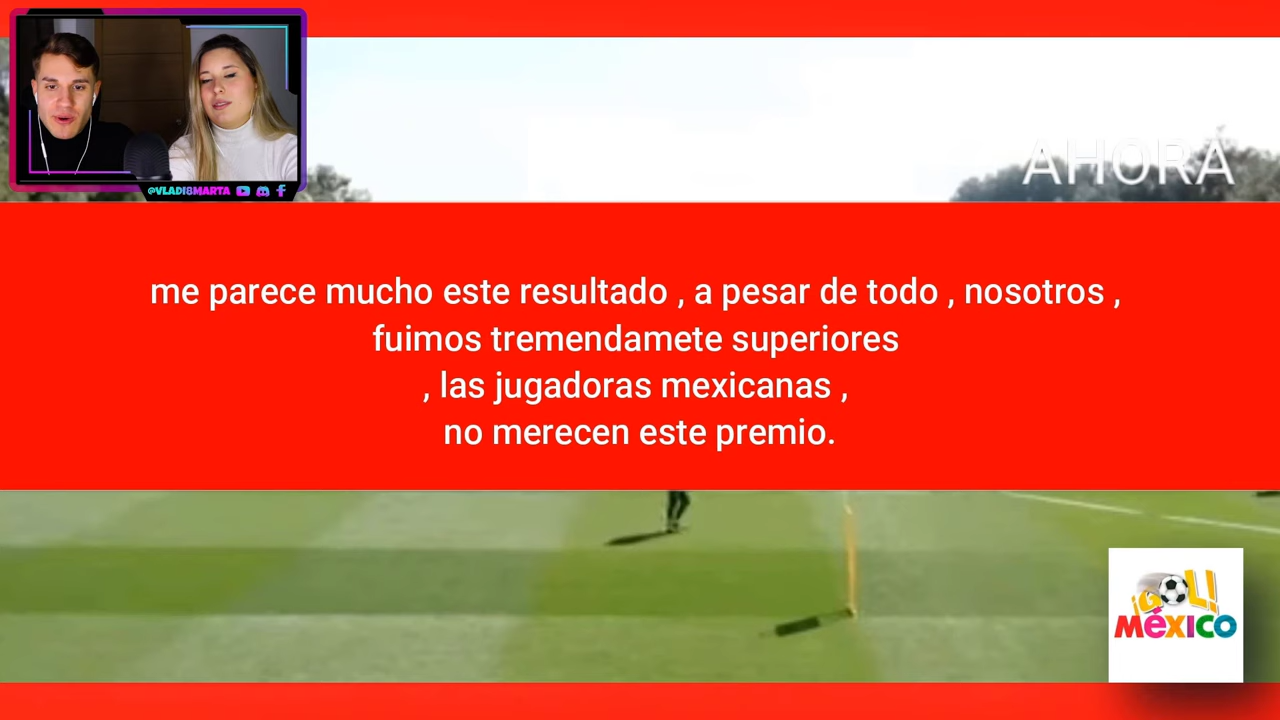 @VLADI8MARTA
AHORA
me parece mucho este resultado , a pesar de todo , nosotros ,
fuimos tremendamete superiores
, las jugadoras mexicanas ,
no merecen este premio.
¡GOL!
MéXICO